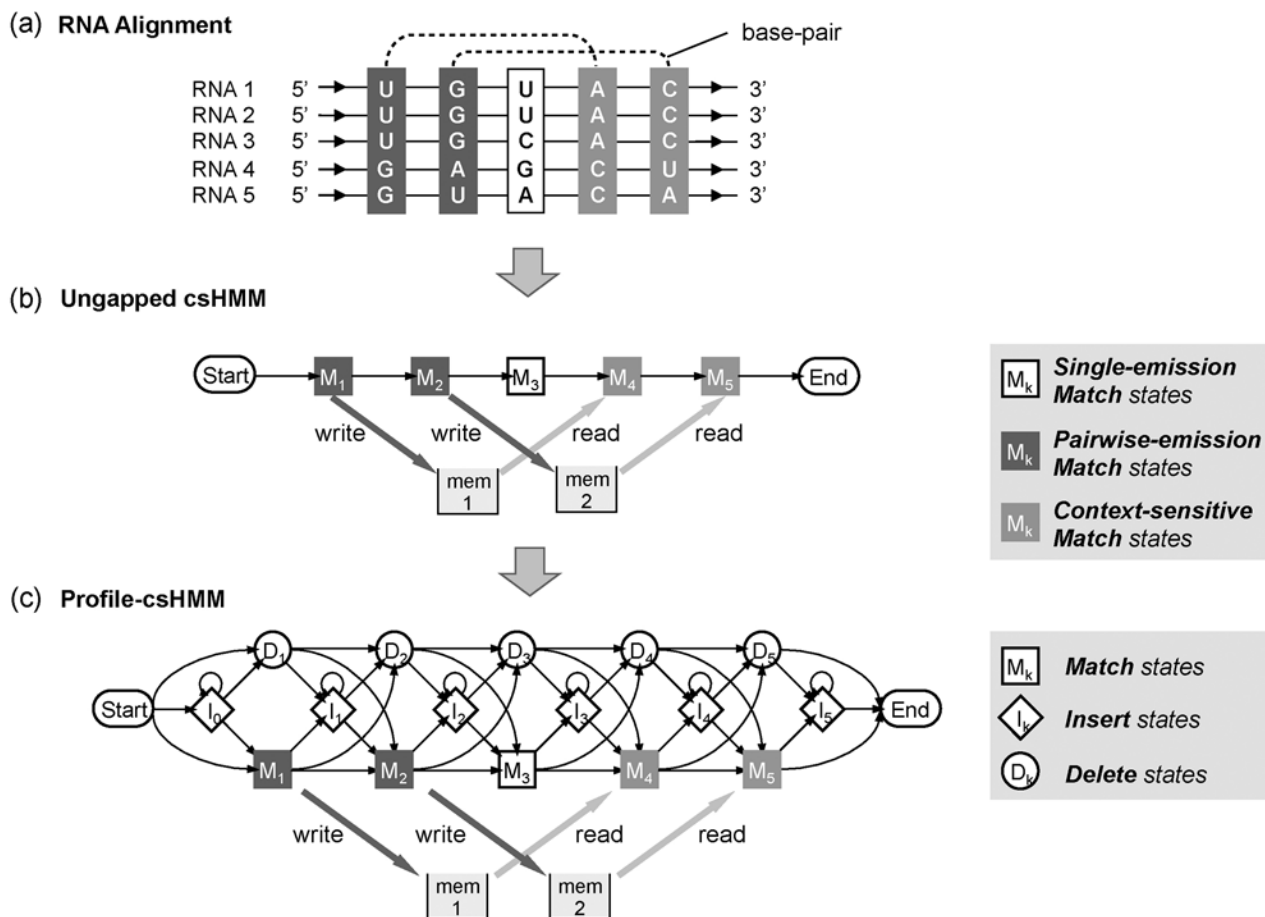 (a) RNA Alignment
base-pair
RNA 1 5' U G U A C 3'
RNA 2 5' U G U A C 3'
RNA 3 5' U G C A C 3'
RNA 4 5' G A G C U 3'
RNA 5 5' G U A C A 3'
(b) Ungapped csHMM
Start M1 M2 M3 M4 M5 End
write write read read
mem 1
mem 2
Mk Single-emission
Match states
Mk Pairwise-emission
Match states
Mk Context-sensitive
Match states
(c) Profile-csHMM
D1 D2 D3 D4 D5
Start I0 I1 I2 I3 I4 I5 End
M1 M2 M3 M4 M5
write write read read
mem 1
mem 2
Mk Match states
Ik Insert states
Dk Delete states